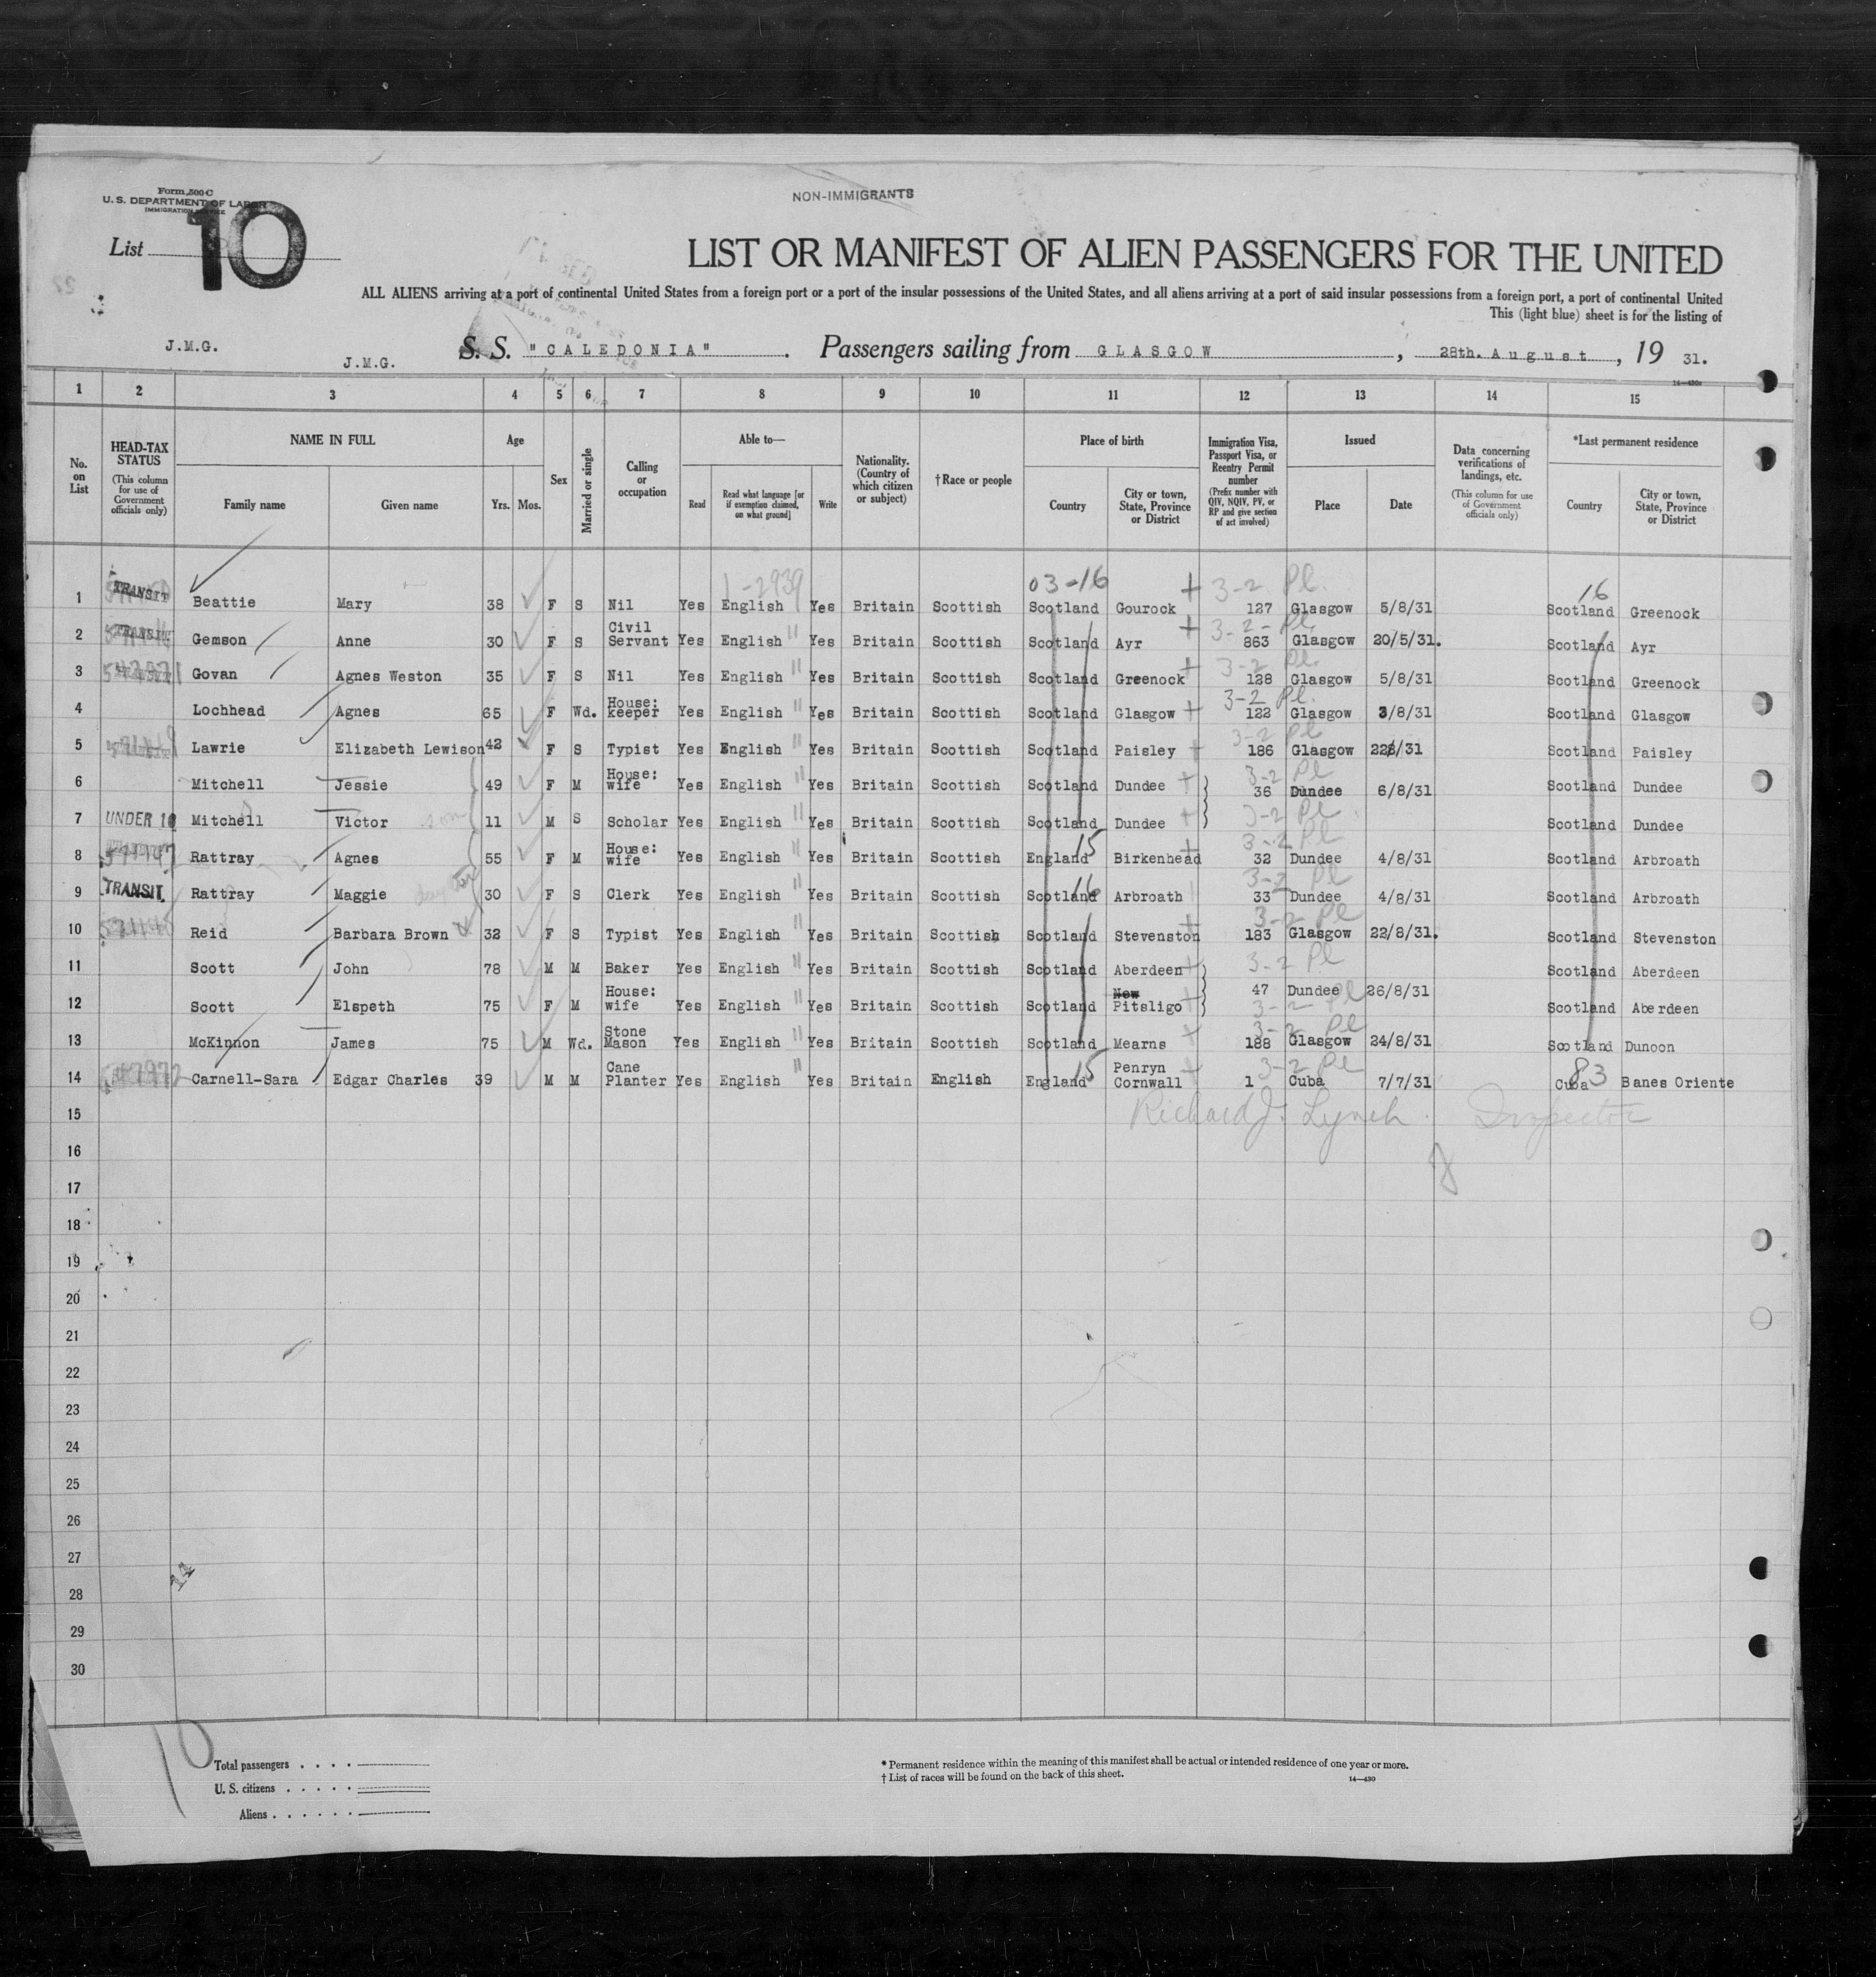 Form 500 C
U. S. DEPARTMENT OF LABOR
IMMIGRATION SERVICE
NON-IMMIGRANTS
List 10
LIST OR MANIFEST OF ALIEN PASSENGERS FOR THE UNITED
ALL ALIENS arriving at a port of continental United States from a foreign port or a port of the insular possessions of the United States, and all aliens arriving at a port of said insular possessions from a foreign port, a port of continental United
This (light blue) sheet is for the listing of
J.M.G. J.M.G. S. S. "CALEDONIA" . Passengers sailing from GLASGOW , 28th. August , 19 31.
14—430c
1 2 3 4 5 6 7 8 9 10 11 12 13 14 15
No. on List
HEAD-TAX STATUS (This column for use of Government officials only)
NAME IN FULL Family name Given name
Age Yrs. Mos.
Sex
Married or single
Calling or occupation
Able to— Read Read what language [or if exemption claimed, on what ground] Write
Nationality. (Country of which citizen or subject)
†Race or people
Place of birth Country City or town, State, Province or District
Immigration Visa, Passport Visa, or Reentry Permit number (Prefix number with QIV, NQIV, PV, or RP and give section of act involved)
Issued Place Date
Data concerning verifications of landings, etc. (This column for use of Government officials only)
*Last permanent residence Country City or town, State, Province or District
1-2939 03-16 3-2 Pl. 16
1 TRANSIT Beattie Mary 38 F S Nil Yes English Yes Britain Scottish Scotland Gourock 127 Glasgow 5/8/31 Scotland Greenock
3-2- Pl.
2 TRANSIT Gemson Anne 30 F S Civil Servant Yes English " Yes Britain Scottish Scotland Ayr 863 Glasgow 20/5/31. Scotland Ayr
3-2 Pl.
3 Govan Agnes Weston 35 F S Nil Yes English " Yes Britain Scottish Scotland Greenock 128 Glasgow 5/8/31 Scotland Greenock
3-2 Pl.
4 Lochhead Agnes 65 F Wd. House: keeper Yes English " Yes Britain Scottish Scotland Glasgow 122 Glasgow 3/8/31 Scotland Glasgow
3-2 Pl
5 Lawrie Elizabeth Lewison 42 F S Typist Yes English " Yes Britain Scottish Scotland Paisley 186 Glasgow 228/31 Scotland Paisley
3-2 Pl
6 Mitchell Jessie 49 F M House: wife Yes English " Yes Britain Scottish Scotland Dundee 36 Dundee 6/8/31 Scotland Dundee
7 UNDER 16 Mitchell Victor son 11 M S Scholar Yes English " Yes Britain Scottish Scotland Dundee 3-2 Pl Scotland Dundee
15 3-2 Pl
8 Rattray Agnes 55 F M House: wife Yes English " Yes Britain Scottish England Birkenhead 32 Dundee 4/8/31 Scotland Arbroath
16 3-2 Pl
9 TRANSIT Rattray Maggie daughter 30 F S Clerk Yes English " Yes Britain Scottish Scotland Arbroath 33 Dundee 4/8/31 Scotland Arbroath
3-2 Pl
10 Reid Barbara Brown 32 F S Typist Yes English " Yes Britain Scottish Scotland Stevenston 183 Glasgow 22/8/31. Scotland Stevenston
3-2 Pl
11 Scott John 78 M M Baker Yes English " Yes Britain Scottish Scotland Aberdeen 47 Dundee 26/8/31 Scotland Aberdeen
12 Scott Elspeth 75 F M House: wife Yes English " Yes Britain Scottish Scotland New Pitsligo 3-2 Pl Scotland Aberdeen
3-2 Pl
13 McKinnon James 75 M Wd. Stone Mason Yes English " Yes Britain Scottish Scotland Mearns 188 Glasgow 24/8/31 Scotland Dunoon
15 3-2 Pl 83
14 Carnell-Sara Edgar Charles 39 M M Cane Planter Yes English " Yes Britain English England Penryn Cornwall 1 Cuba 7/7/31 Cuba Banes Oriente
15 Richard J. Lynch. Inspector
16
17
18
19
20
21
22
23
24
25
26
27
28
29
30
10
Total passengers . . . .
U. S. citizens . . . . .
Aliens . . . . . .
* Permanent residence within the meaning of this manifest shall be actual or intended residence of one year or more.
† List of races will be found on the back of this sheet.
14—430